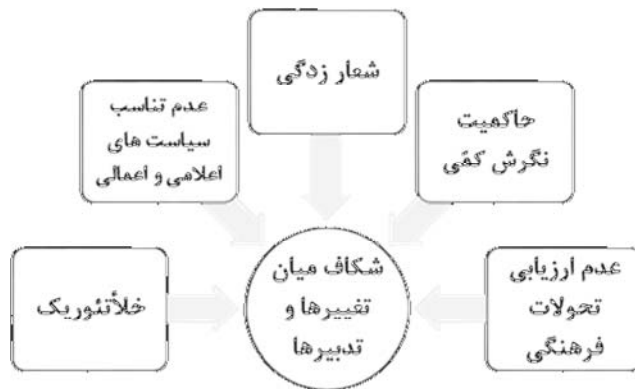 شعار زدگی
حاکمیت
نگرش کمّی
عدم تناسب
سیاست های
اعلامی و اعمالی
عدم ارزیابی
تحولات
فرهنگی
شکاف میان
تغییرها و
تدبیرها
خلأتئوریک